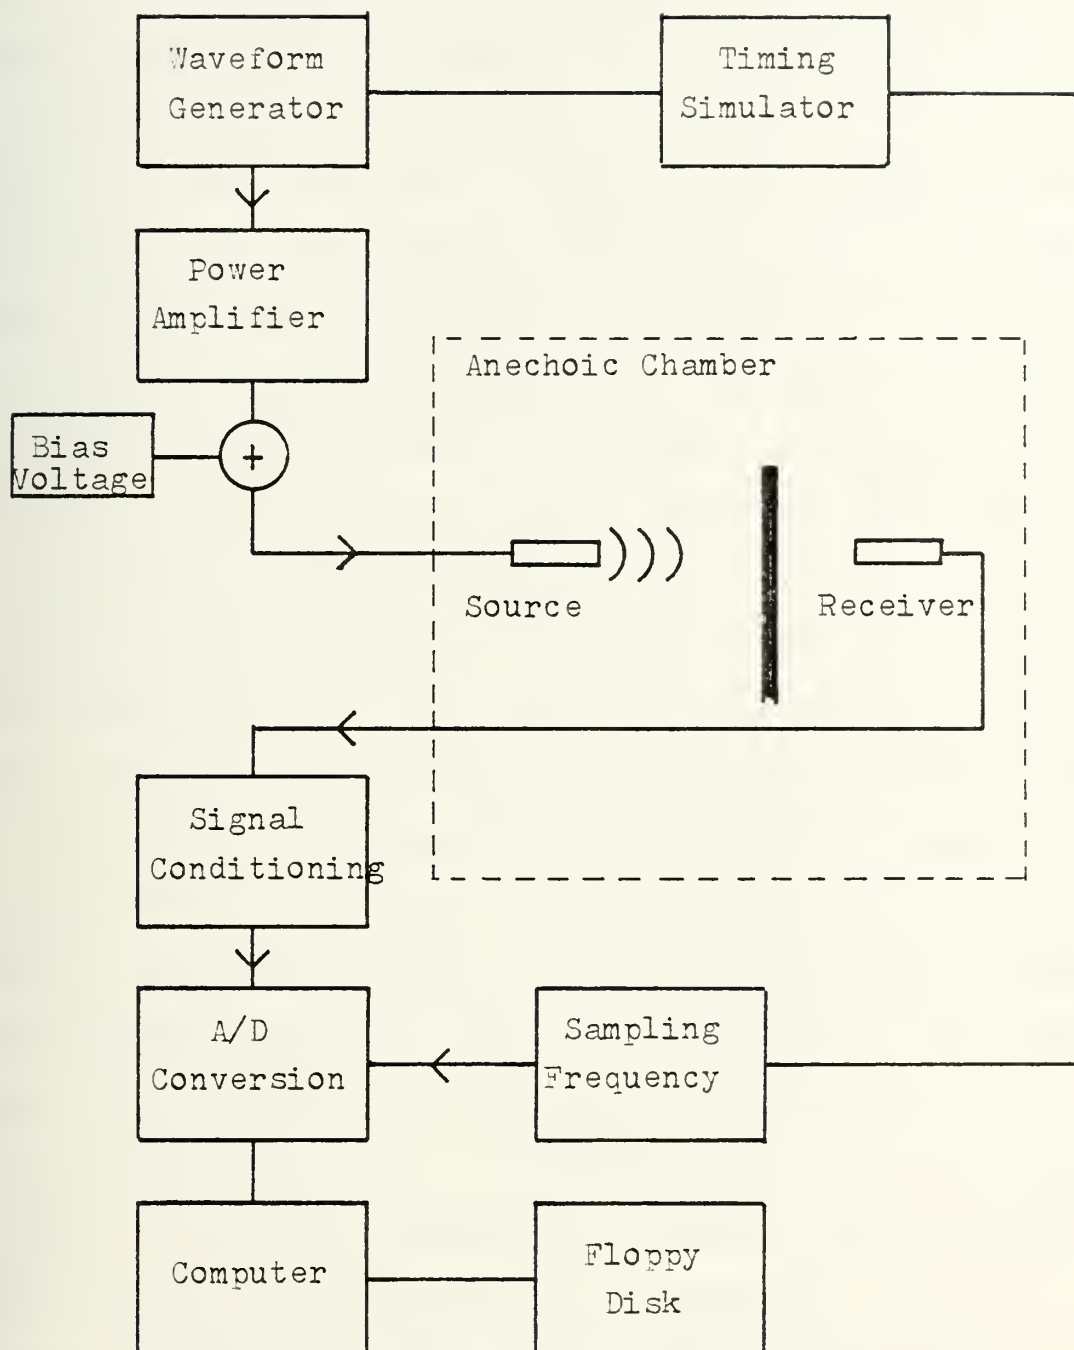 Waveform
Generator
Timing
Simulator
Power
Amplifier
Anechoic Chamber
Bias
Voltage
+
Source
Receiver
Signal
Conditioning
A/D
Conversion
Sampling
Frequency
Computer
Floppy
Disk